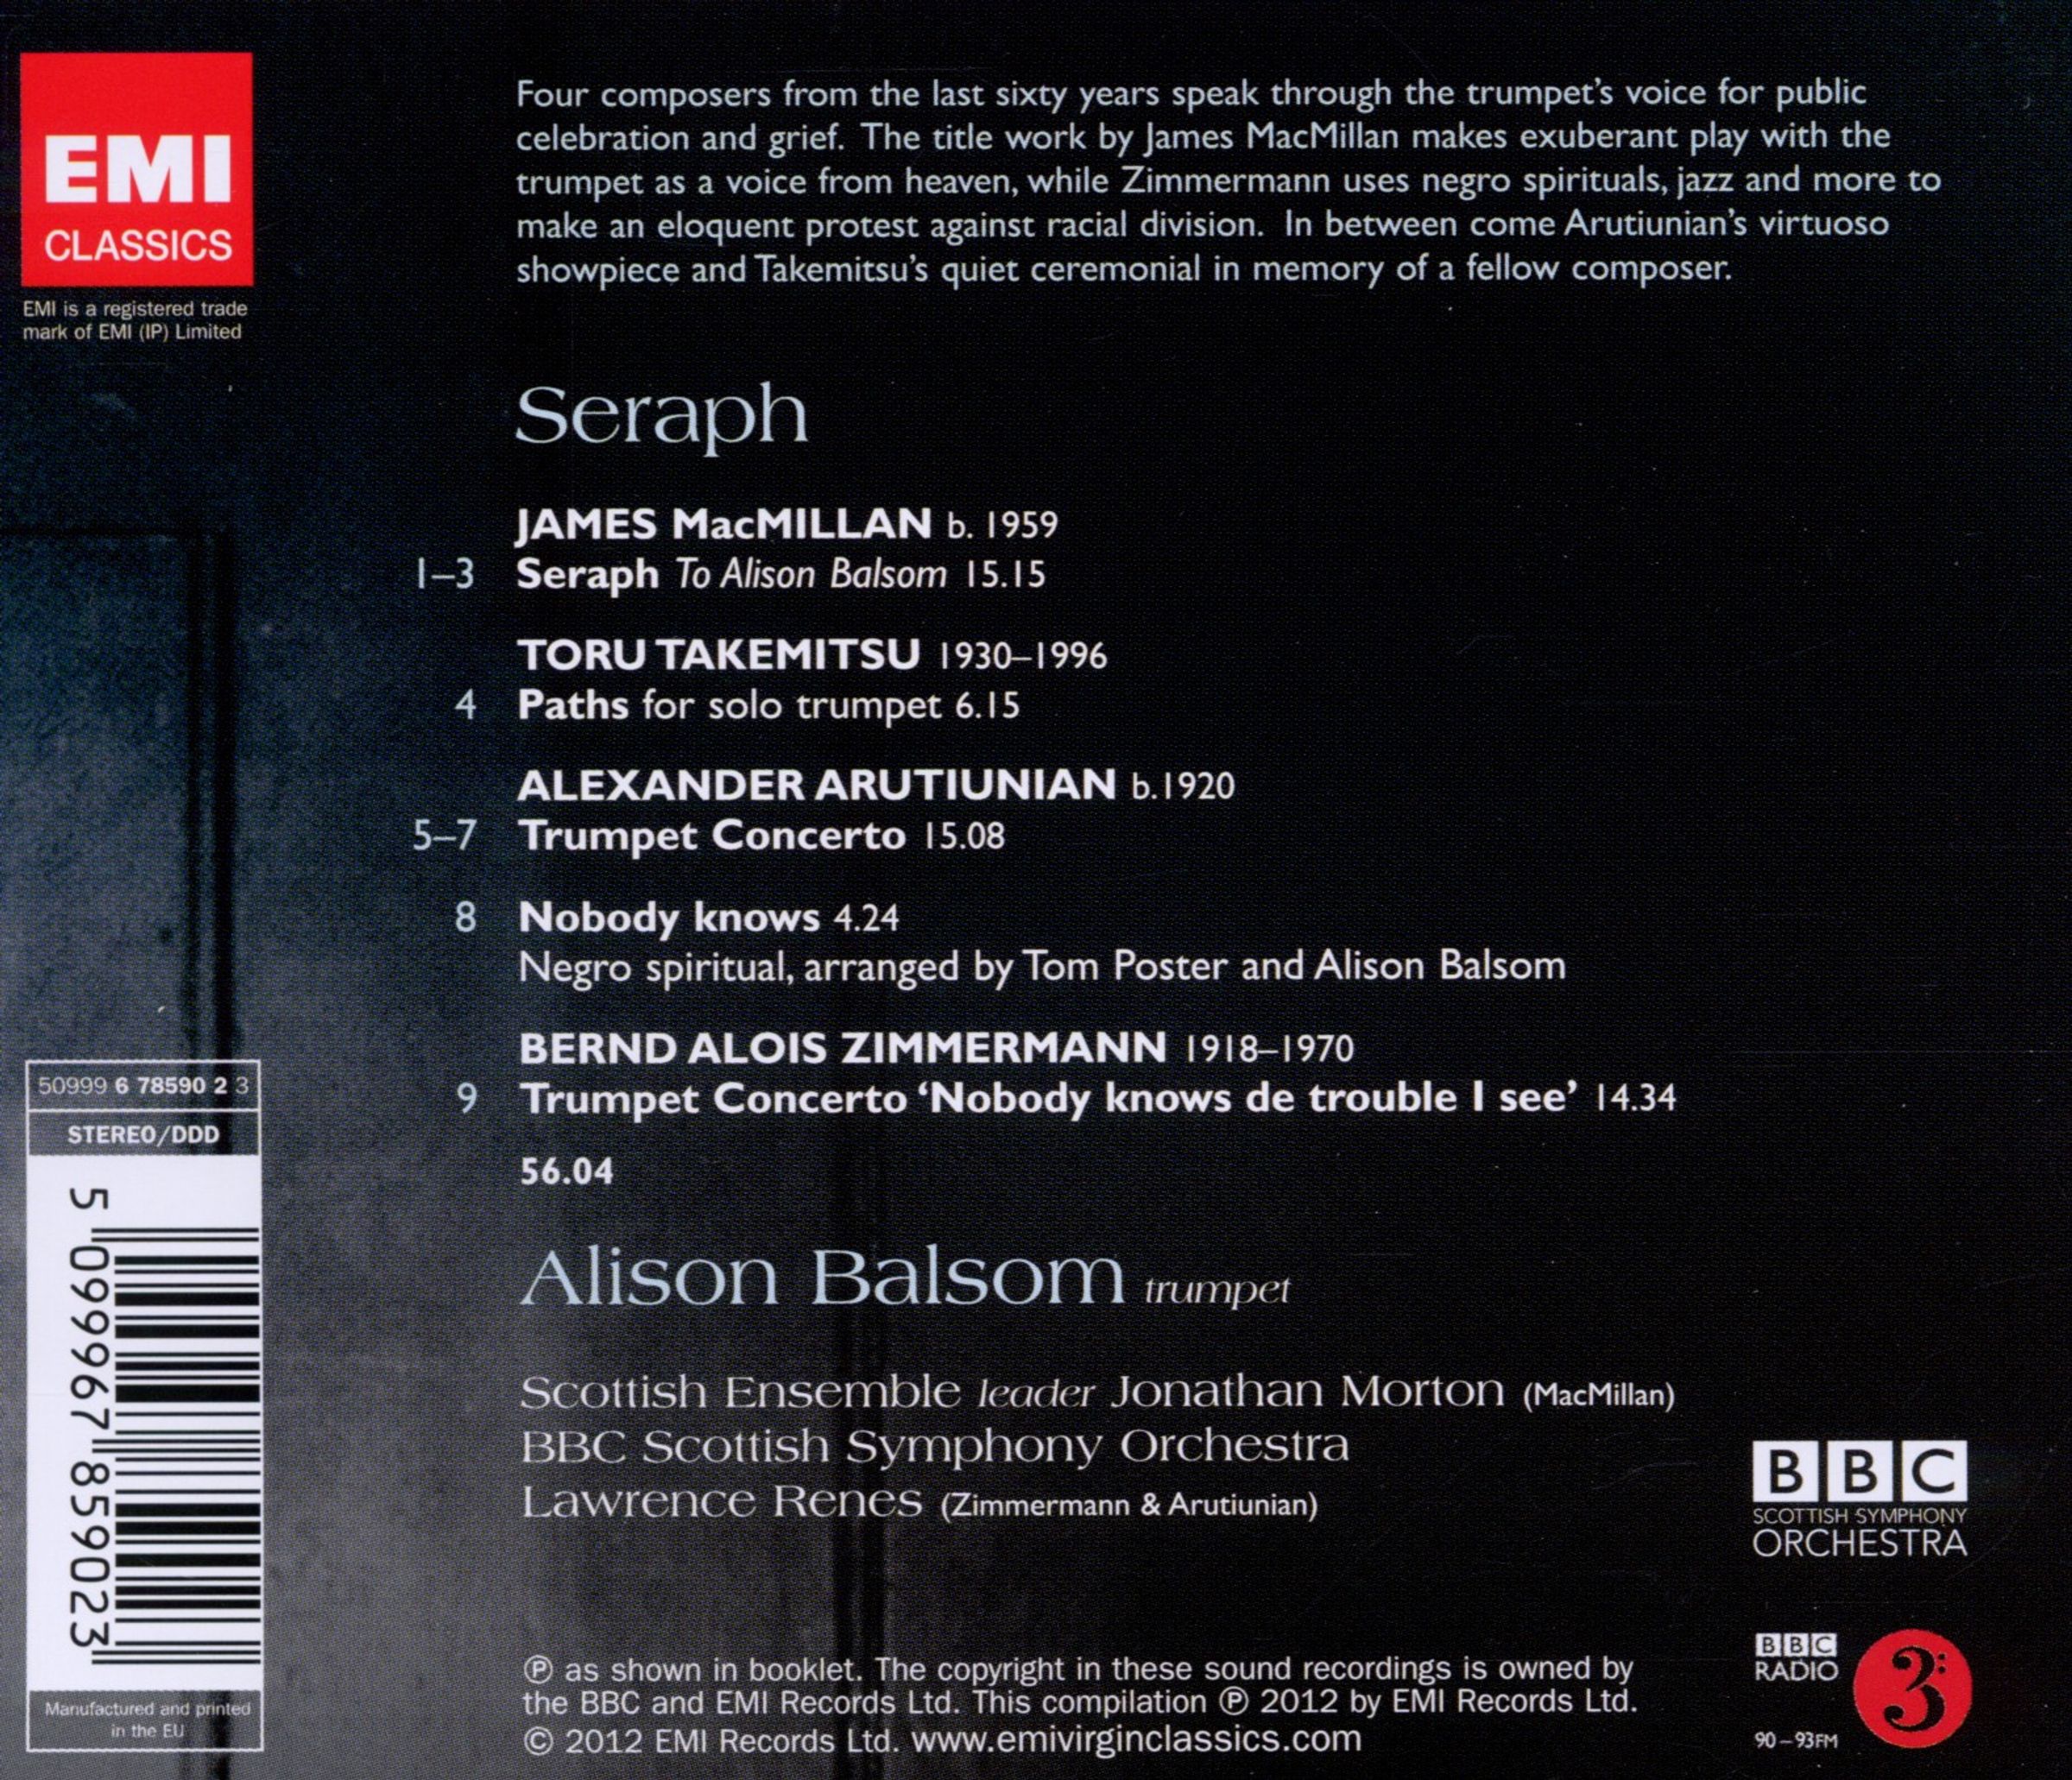 EMI
CLASSICS
EMI is a registered trade
mark of EMI (IP) Limited
Four composers from the last sixty years speak through the trumpet's voice for public
celebration and grief. The title work by James MacMillan makes exuberant play with the
trumpet as a voice from heaven, while Zimmermann uses negro spirituals, jazz and more to
make an eloquent protest against racial division. In between come Arutiunian's virtuoso
showpiece and Takemitsu's quiet ceremonial in memory of a fellow composer.
Seraph
JAMES MacMILLAN b. 1959
1–3 Seraph To Alison Balsom 15.15
TORU TAKEMITSU 1930–1996
4 Paths for solo trumpet 6.15
ALEXANDER ARUTIUNIAN b.1920
5–7 Trumpet Concerto 15.08
8 Nobody knows 4.24
Negro spiritual, arranged by Tom Poster and Alison Balsom
BERND ALOIS ZIMMERMANN 1918–1970
9 Trumpet Concerto ‘Nobody knows de trouble I see’ 14.34
56.04
Alison Balsom trumpet
Scottish Ensemble leader Jonathan Morton (MacMillan)
BBC Scottish Symphony Orchestra
Lawrence Renes (Zimmermann & Arutiunian)
℗ as shown in booklet. The copyright in these sound recordings is owned by
the BBC and EMI Records Ltd. This compilation ℗ 2012 by EMI Records Ltd.
© 2012 EMI Records Ltd. www.emivirginclassics.com
50999 6 78590 2 3
STEREO/DDD
5 099967 859023
Manufactured and printed
in the EU
BBC
SCOTTISH SYMPHONY
ORCHESTRA
BBC
RADIO
3
90–93FM